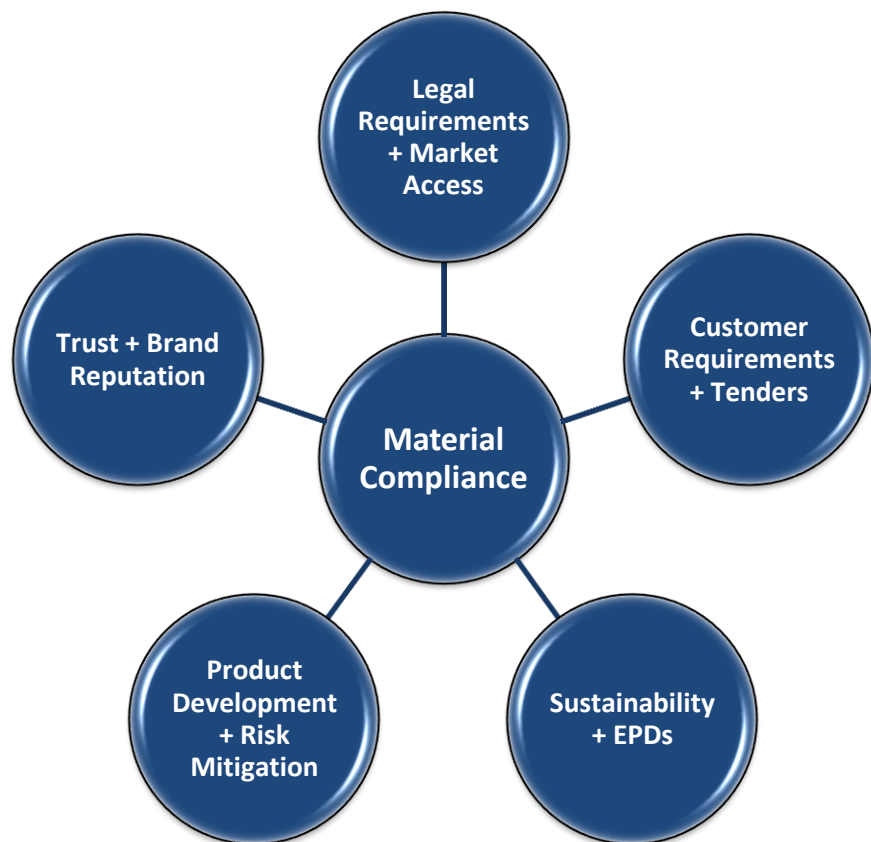 Legal
Requirements
+ Market
Access
Customer
Requirements
+ Tenders
Trust + Brand
Reputation
Material
Compliance
Product
Development
+ Risk
Mitigation
Sustainability
+ EPDs